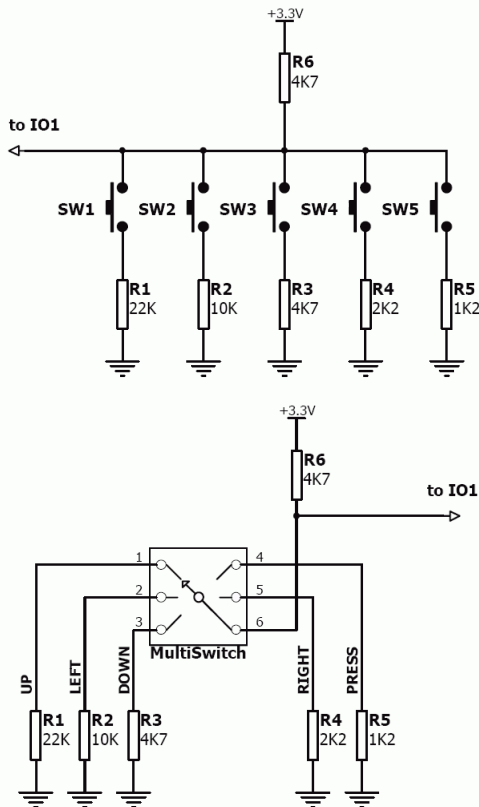 +3.3V
R6
4K7
to IO1
SW1 SW2 SW3 SW4 SW5
R1 R2 R3 R4 R5
22K 10K 4K7 2K2 1K2
+3.3V
R6
4K7
to IO1
1 4
2 5
3 6
MultiSwitch
UP LEFT DOWN RIGHT PRESS
R1 R2 R3 R4 R5
22K 10K 4K7 2K2 1K2